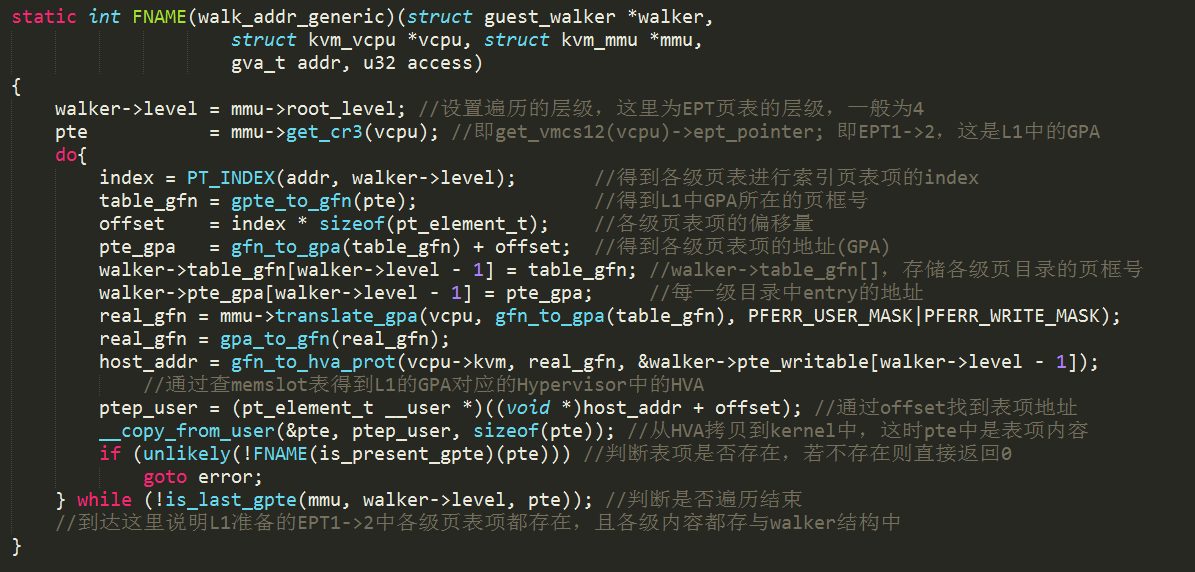 static int FNAME(walk_addr_generic)(struct guest_walker *walker,
struct kvm_vcpu *vcpu, struct kvm_mmu *mmu,
gva_t addr, u32 access)
{
walker->level = mmu->root_level; //设置遍历的层级，这里为EPT页表的层级，一般为4
pte = mmu->get_cr3(vcpu); //即get_vmcs12(vcpu)->ept_pointer; 即EPT1->2，这是L1中的GPA
do{
index = PT_INDEX(addr, walker->level); //得到各级页表进行索引页表项的index
table_gfn = gpte_to_gfn(pte); //得到L1中GPA所在的页框号
offset = index * sizeof(pt_element_t); //各级页表项的偏移量
pte_gpa = gfn_to_gpa(table_gfn) + offset; //得到各级页表项的地址(GPA)
walker->table_gfn[walker->level - 1] = table_gfn; //walker->table_gfn[]，存储各级页目录的页框号
walker->pte_gpa[walker->level - 1] = pte_gpa; //每一级目录中entry的地址
real_gfn = mmu->translate_gpa(vcpu, gfn_to_gpa(table_gfn), PFERR_USER_MASK|PFERR_WRITE_MASK);
real_gfn = gpa_to_gfn(real_gfn);
host_addr = gfn_to_hva_prot(vcpu->kvm, real_gfn, &walker->pte_writable[walker->level - 1]);
//通过查memslot表得到L1的GPA对应的Hypervisor中的HVA
ptep_user = (pt_element_t __user *)((void *)host_addr + offset); //通过offset找到表项地址
__copy_from_user(&pte, ptep_user, sizeof(pte)); //从HVA拷贝到kernel中，这时pte中是表项内容
if (unlikely(!FNAME(is_present_gpte)(pte))) //判断表项是否存在，若不存在则直接返回0
goto error;
} while (!is_last_gpte(mmu, walker->level, pte)); //判断是否遍历结束
//到达这里说明L1准备的EPT1->2中各级页表项都存在，且各级内容都存与walker结构中
}